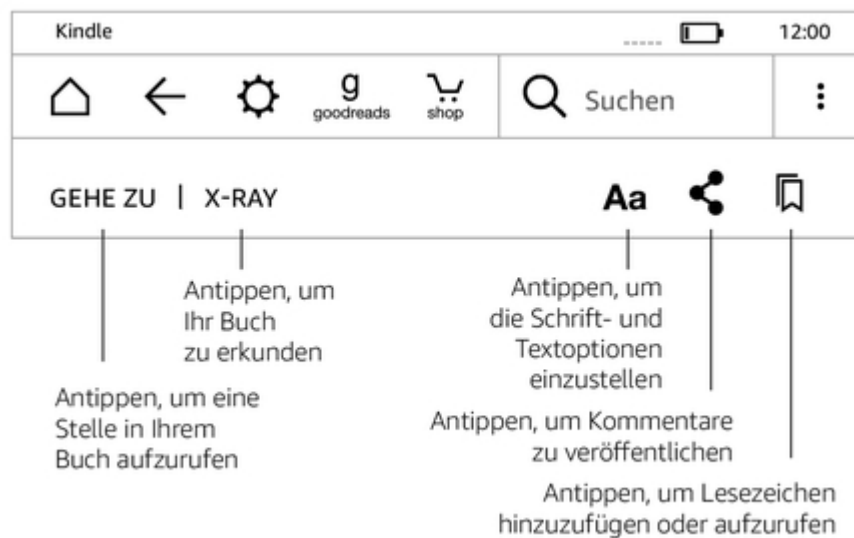 Kindle 12:00
g
goodreads
shop
Suchen
GEHE ZU | X-RAY Aa
Antippen, um
Ihr Buch
zu erkunden
Antippen, um eine
Stelle in Ihrem
Buch aufzurufen
Antippen, um
die Schrift- und
Textoptionen
einzustellen
Antippen, um Kommentare
zu veröffentlichen
Antippen, um Lesezeichen
hinzuzufügen oder aufzurufen